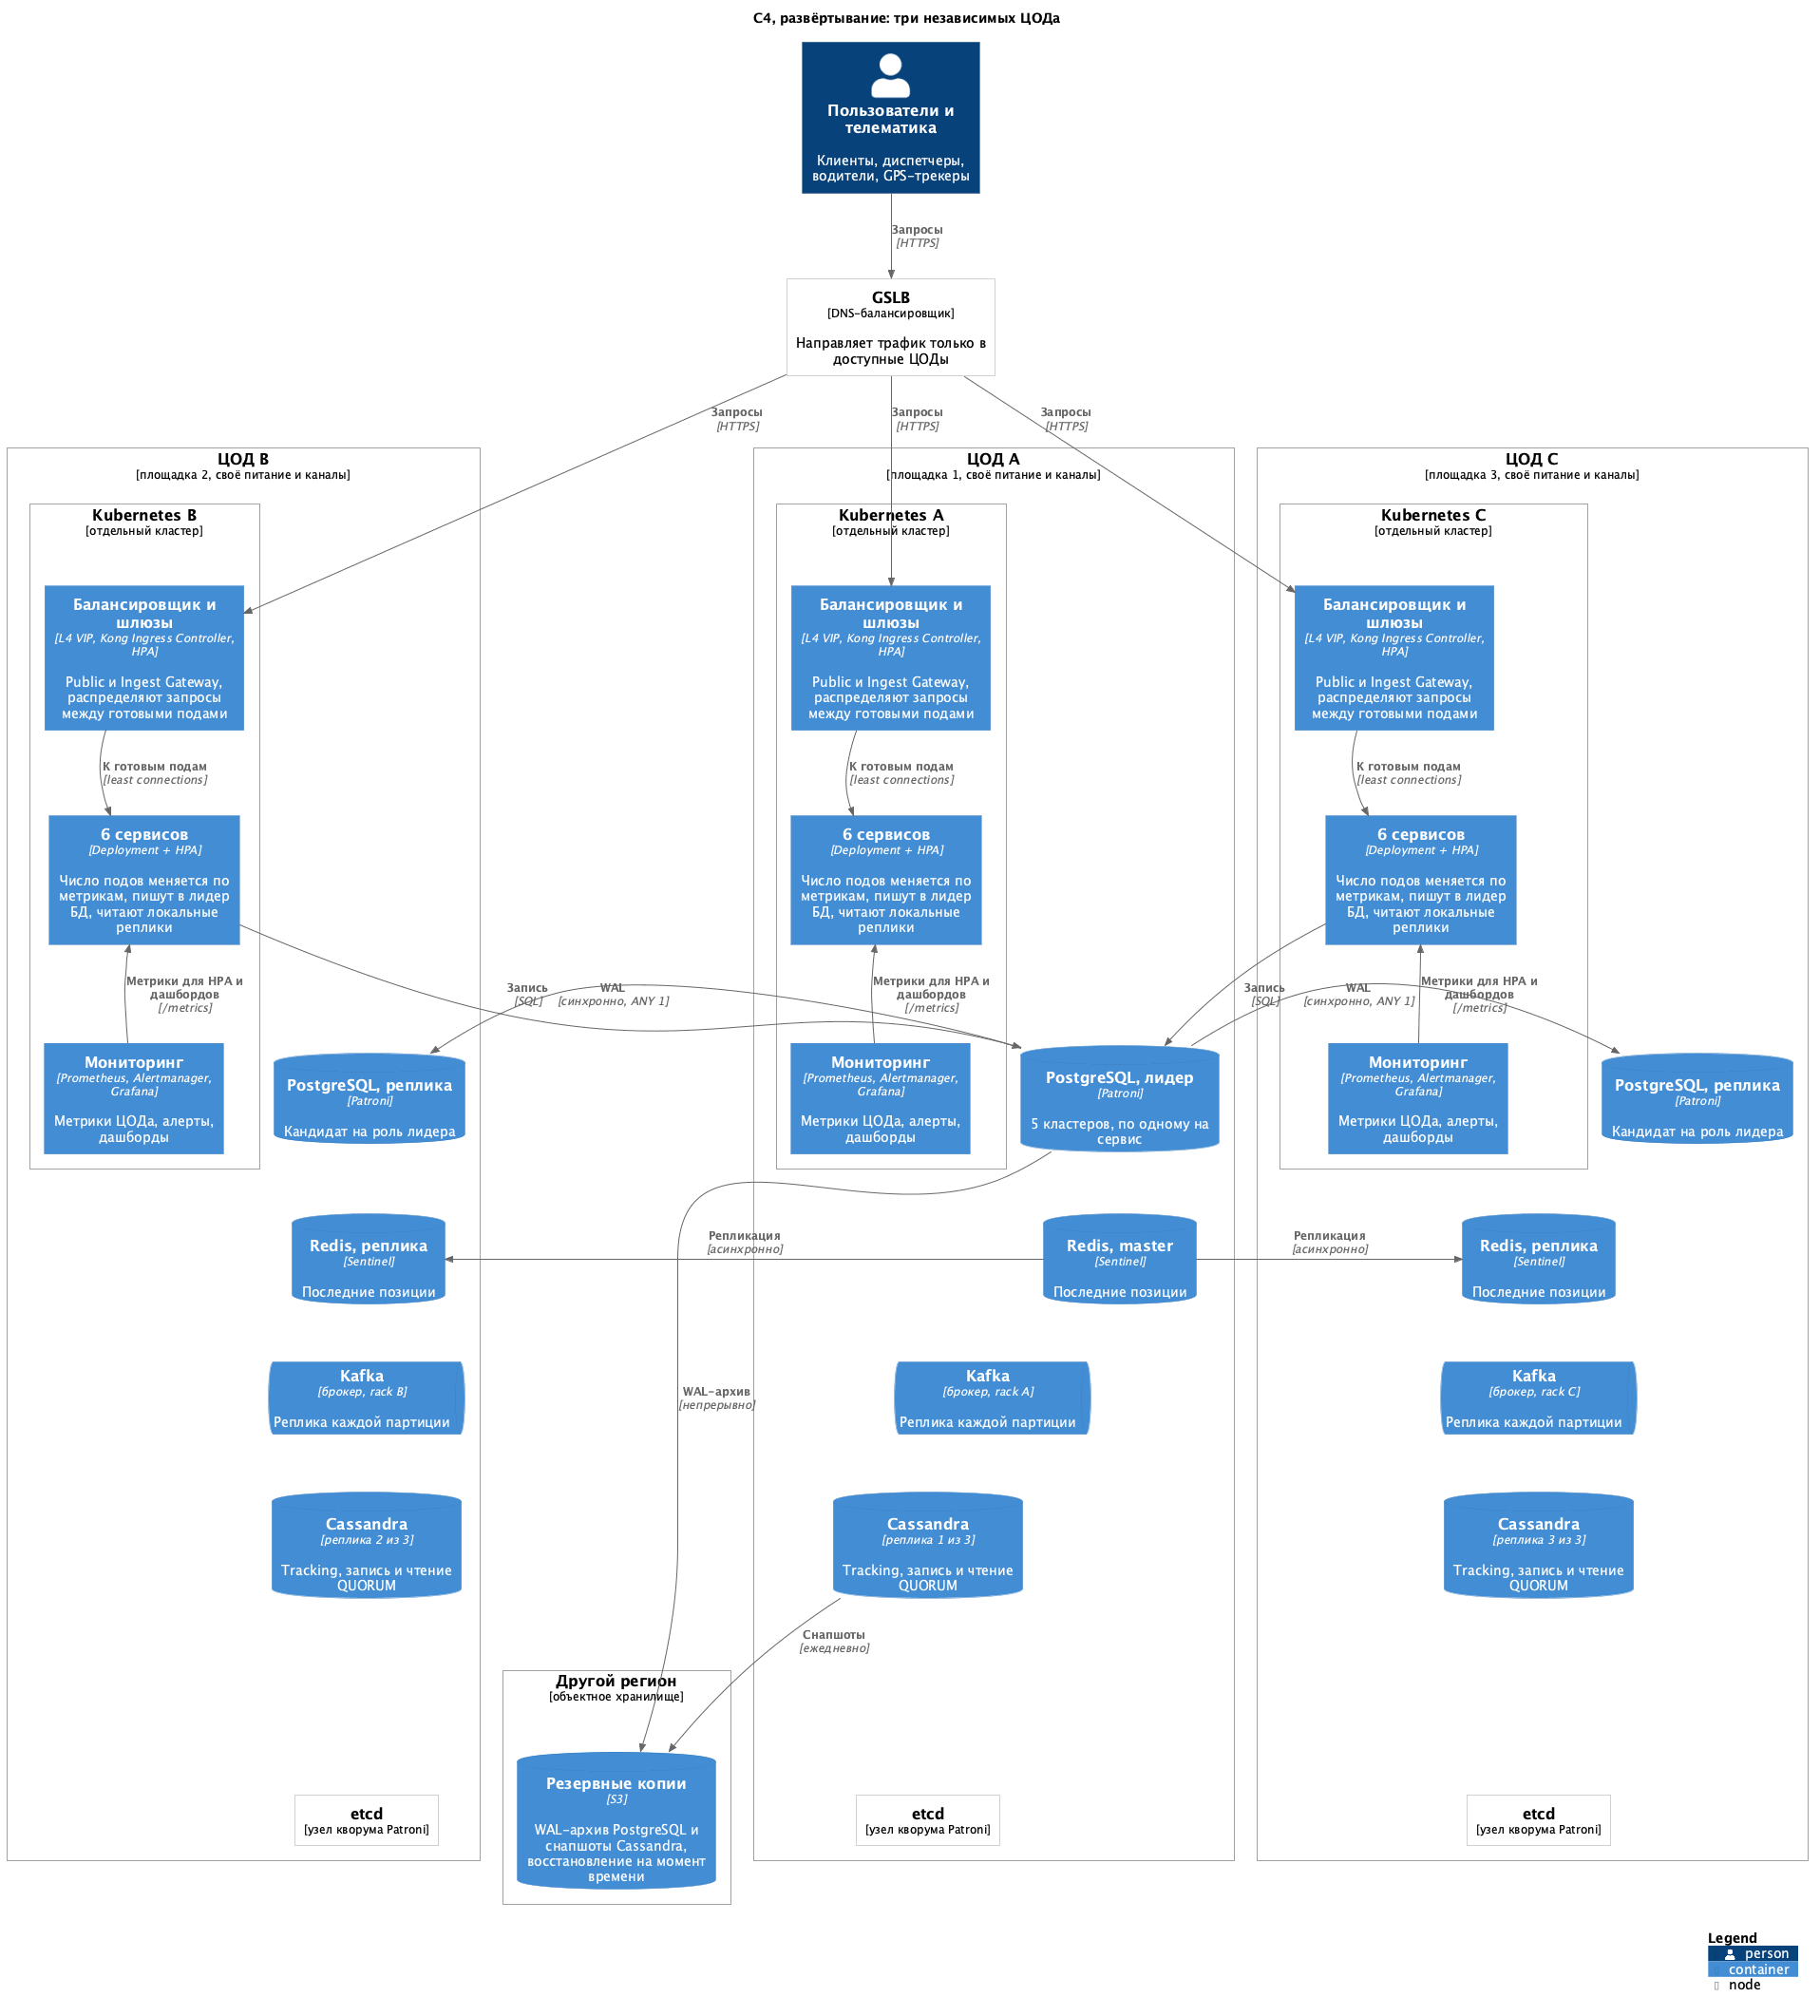 C4, развёртывание: три независимых ЦОДа
Пользователи и
телематика
Клиенты, диспетчеры,
водители, GPS-трекеры
Запросы
[HTTPS]
GSLB
[DNS-балансировщик]
Направляет трафик только в
доступные ЦОДы
Запросы
[HTTPS]
Запросы
[HTTPS]
Запросы
[HTTPS]
ЦОД B
[площадка 2, своё питание и каналы]
Kubernetes B
[отдельный кластер]
Балансировщик и
шлюзы
[L4 VIP, Kong Ingress Controller,
HPA]
Public и Ingest Gateway,
распределяют запросы
между готовыми подами
К готовым подам
[least connections]
6 сервисов
[Deployment + HPA]
Число подов меняется по
метрикам, пишут в лидер
БД, читают локальные
реплики
Метрики для HPA и
дашбордов
[/metrics]
Мониторинг
[Prometheus, Alertmanager,
Grafana]
Метрики ЦОДа, алерты,
дашборды
PostgreSQL, реплика
[Patroni]
Кандидат на роль лидера
Redis, реплика
[Sentinel]
Последние позиции
Kafka
[брокер, rack B]
Реплика каждой партиции
Cassandra
[реплика 2 из 3]
Tracking, запись и чтение
QUORUM
etcd
[узел кворума Patroni]
Запись
[SQL]
WAL
[синхронно, ANY 1]
Репликация
[асинхронно]
WAL-архив
[непрерывно]
ЦОД A
[площадка 1, своё питание и каналы]
Kubernetes A
[отдельный кластер]
Балансировщик и
шлюзы
[L4 VIP, Kong Ingress Controller,
HPA]
Public и Ingest Gateway,
распределяют запросы
между готовыми подами
К готовым подам
[least connections]
6 сервисов
[Deployment + HPA]
Число подов меняется по
метрикам, пишут в лидер
БД, читают локальные
реплики
Метрики для HPA и
дашбордов
[/metrics]
Мониторинг
[Prometheus, Alertmanager,
Grafana]
Метрики ЦОДа, алерты,
дашборды
PostgreSQL, лидер
[Patroni]
5 кластеров, по одному на
сервис
Redis, master
[Sentinel]
Последние позиции
Kafka
[брокер, rack A]
Реплика каждой партиции
Cassandra
[реплика 1 из 3]
Tracking, запись и чтение
QUORUM
Снапшоты
[ежедневно]
etcd
[узел кворума Patroni]
Запись
[SQL]
WAL
[синхронно, ANY 1]
Репликация
[асинхронно]
ЦОД C
[площадка 3, своё питание и каналы]
Kubernetes C
[отдельный кластер]
Балансировщик и
шлюзы
[L4 VIP, Kong Ingress Controller,
HPA]
Public и Ingest Gateway,
распределяют запросы
между готовыми подами
К готовым подам
[least connections]
6 сервисов
[Deployment + HPA]
Число подов меняется по
метрикам, пишут в лидер
БД, читают локальные
реплики
Метрики для HPA и
дашбордов
[/metrics]
Мониторинг
[Prometheus, Alertmanager,
Grafana]
Метрики ЦОДа, алерты,
дашборды
PostgreSQL, реплика
[Patroni]
Кандидат на роль лидера
Redis, реплика
[Sentinel]
Последние позиции
Kafka
[брокер, rack C]
Реплика каждой партиции
Cassandra
[реплика 3 из 3]
Tracking, запись и чтение
QUORUM
etcd
[узел кворума Patroni]
Другой регион
[объектное хранилище]
Резервные копии
[S3]
WAL-архив PostgreSQL и
снапшоты Cassandra,
восстановление на момент
времени
Legend
person
container
node